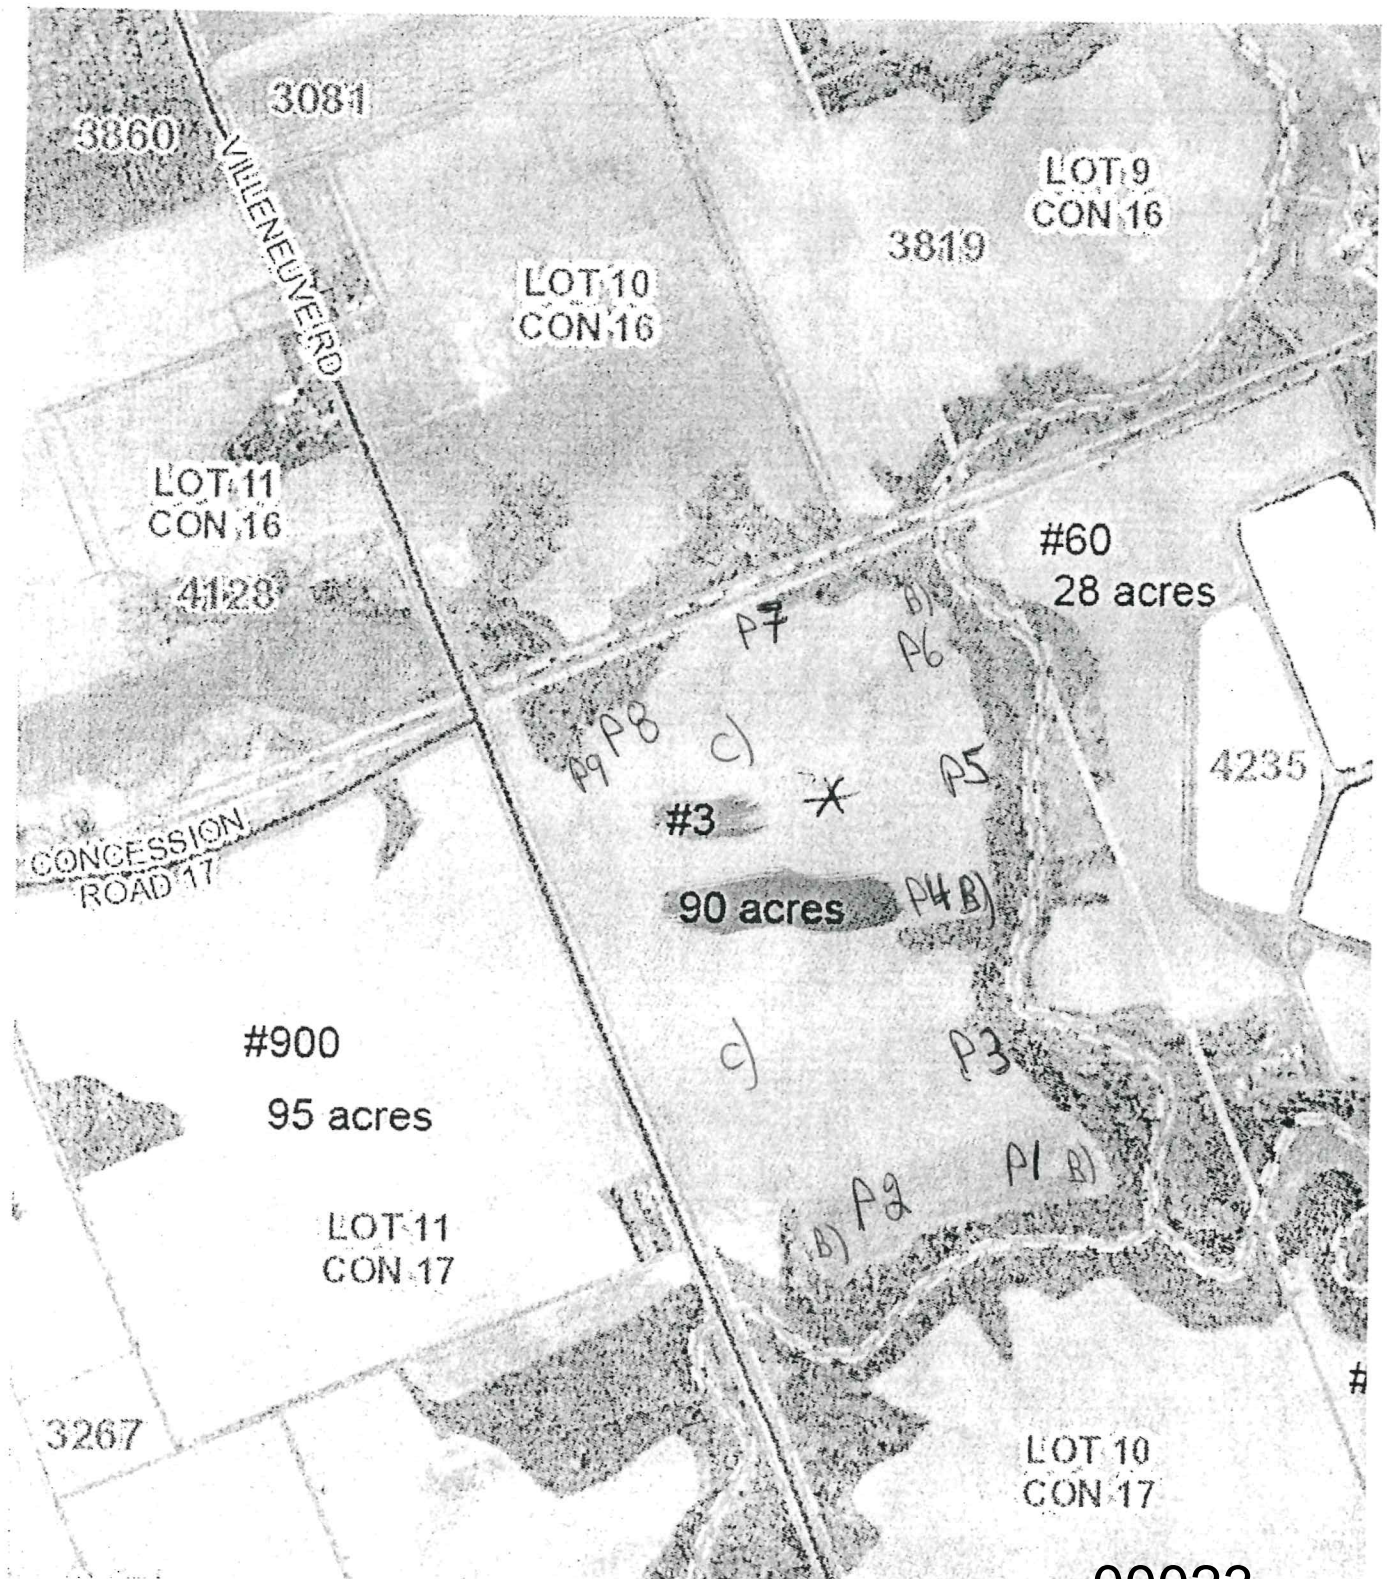 3081
3860
VILLENEUVE RD
LOT 9
CON 16
3819
LOT 10
CON 16
LOT 11
CON 16
4128
#60
28 acres
B)
P7
P6
P8
C)
P9
P5
4235
*
#3
CONCESSION
ROAD 17
90 acres
P4 B)
#900
C)
P3
95 acres
P1 B)
P2
B)
LOT 11
CON 17
#
3267
LOT 10
CON 17